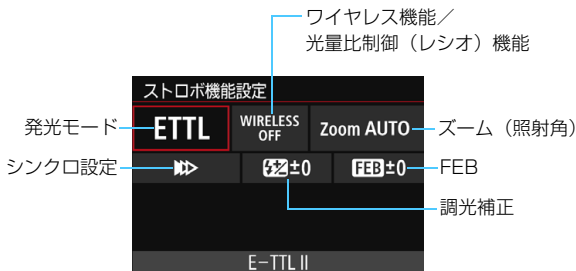 ワイヤレス機能／
光量比制御（レシオ）機能
ストロボ機能設定
発光モード
ETTL
WIRELESS
OFF
Zoom AUTO
ズーム（照射角）
シンクロ設定
±0
FEB±0
FEB
調光補正
E-TTL II